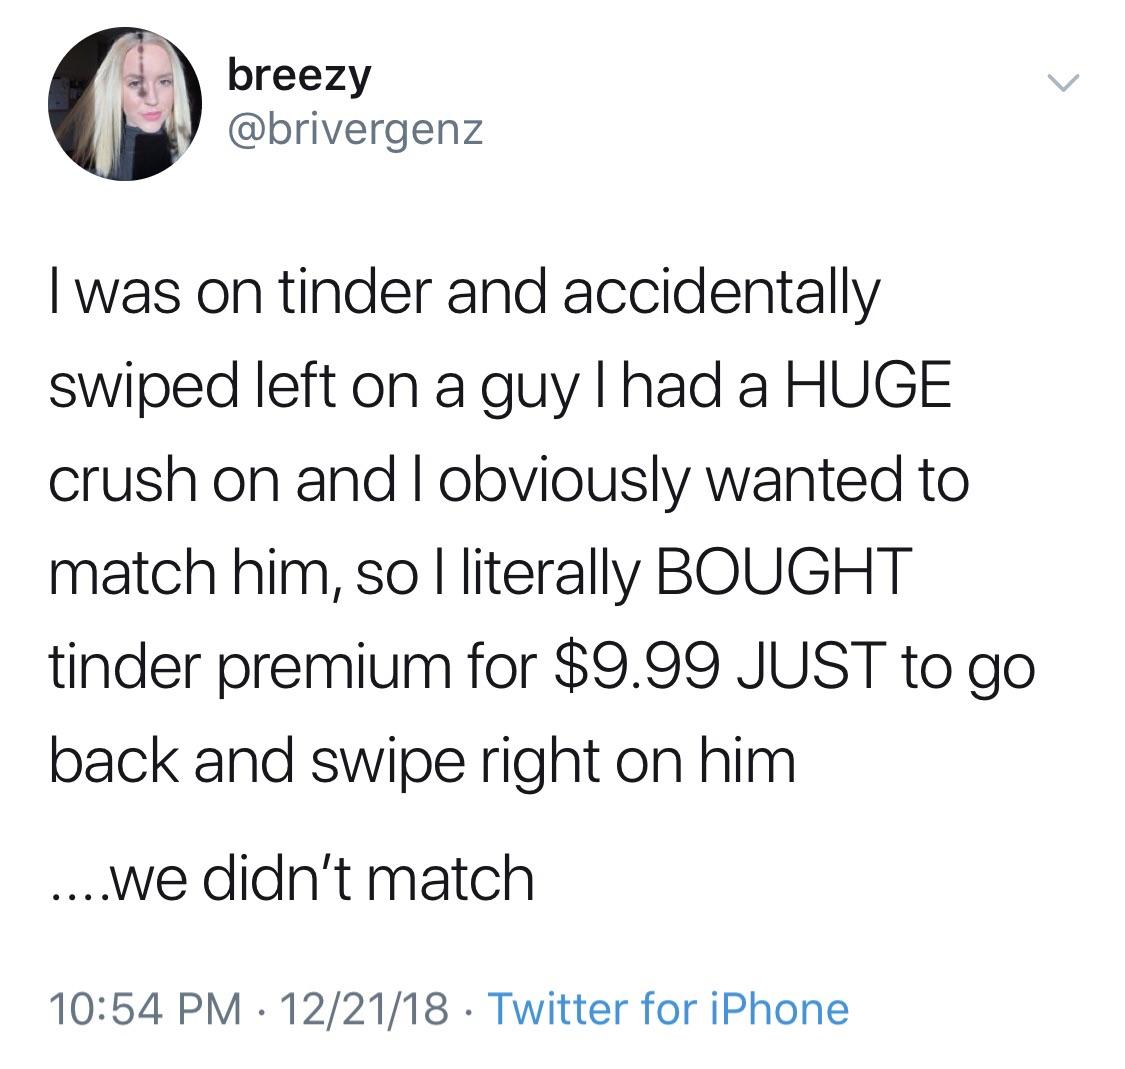 breezy
@brivergenz
I was on tinder and accidentally
swiped left on a guy I had a HUGE
crush on and I obviously wanted to
match him, so I literally BOUGHT
tinder premium for $9.99 JUST to go
back and swipe right on him
....we didn’t match
10:54 PM · 12/21/18 · Twitter for iPhone